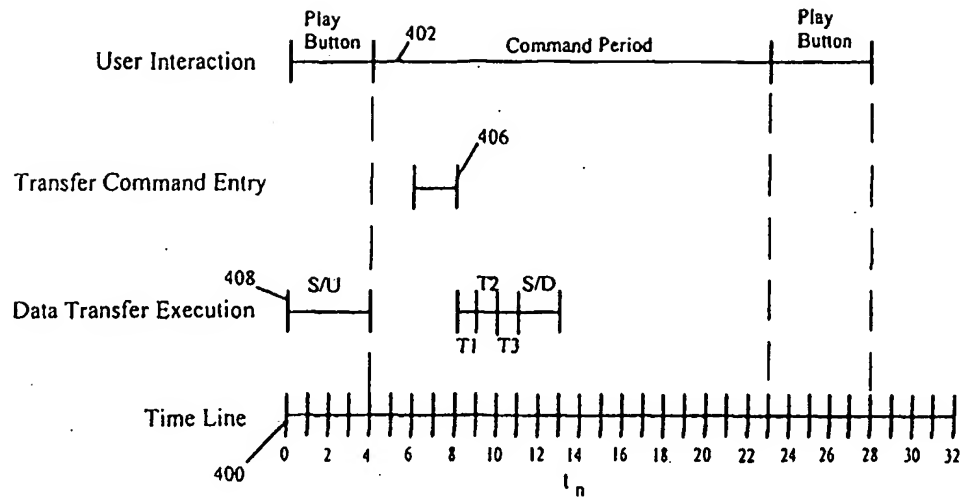 Play
Button
402
Command Period
Play
Button
User Interaction
406
Transfer Command Entry
408
S/U
T2
S/D
Data Transfer Execution
T1
T3
Time Line
400
0 2 4 6 8 10 12 14 16 18 20 22 24 26 28 30 32
t n